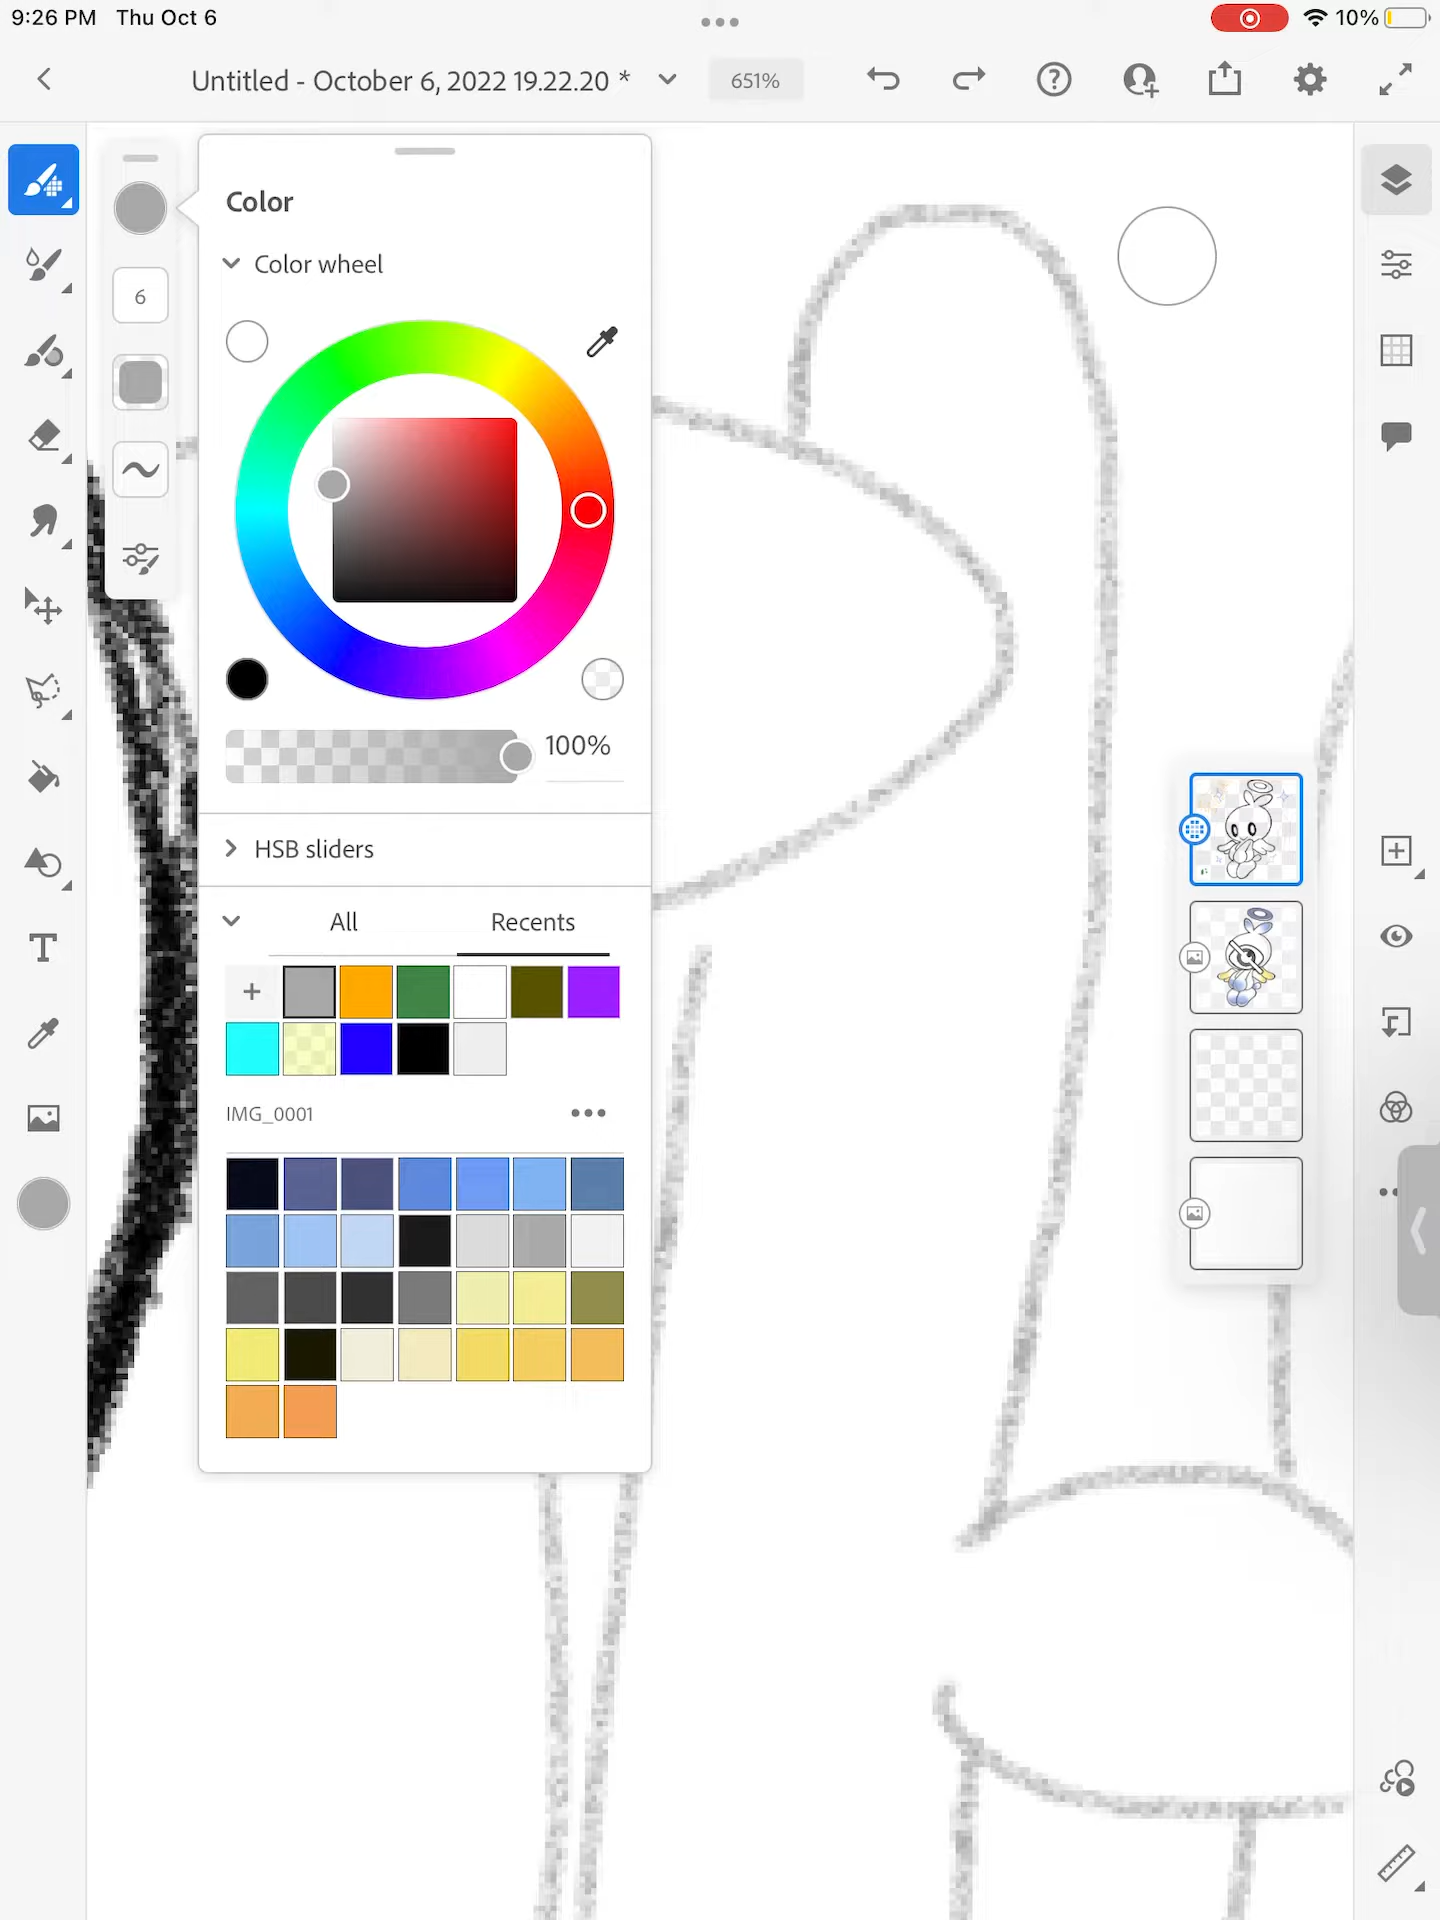 9:26 PM Thu Oct 6
10%
Untitled - October 6, 2022 19.22.20 *
651%
Color
Color wheel
6
100%
HSB sliders
All
Recents
IMG_0001
T